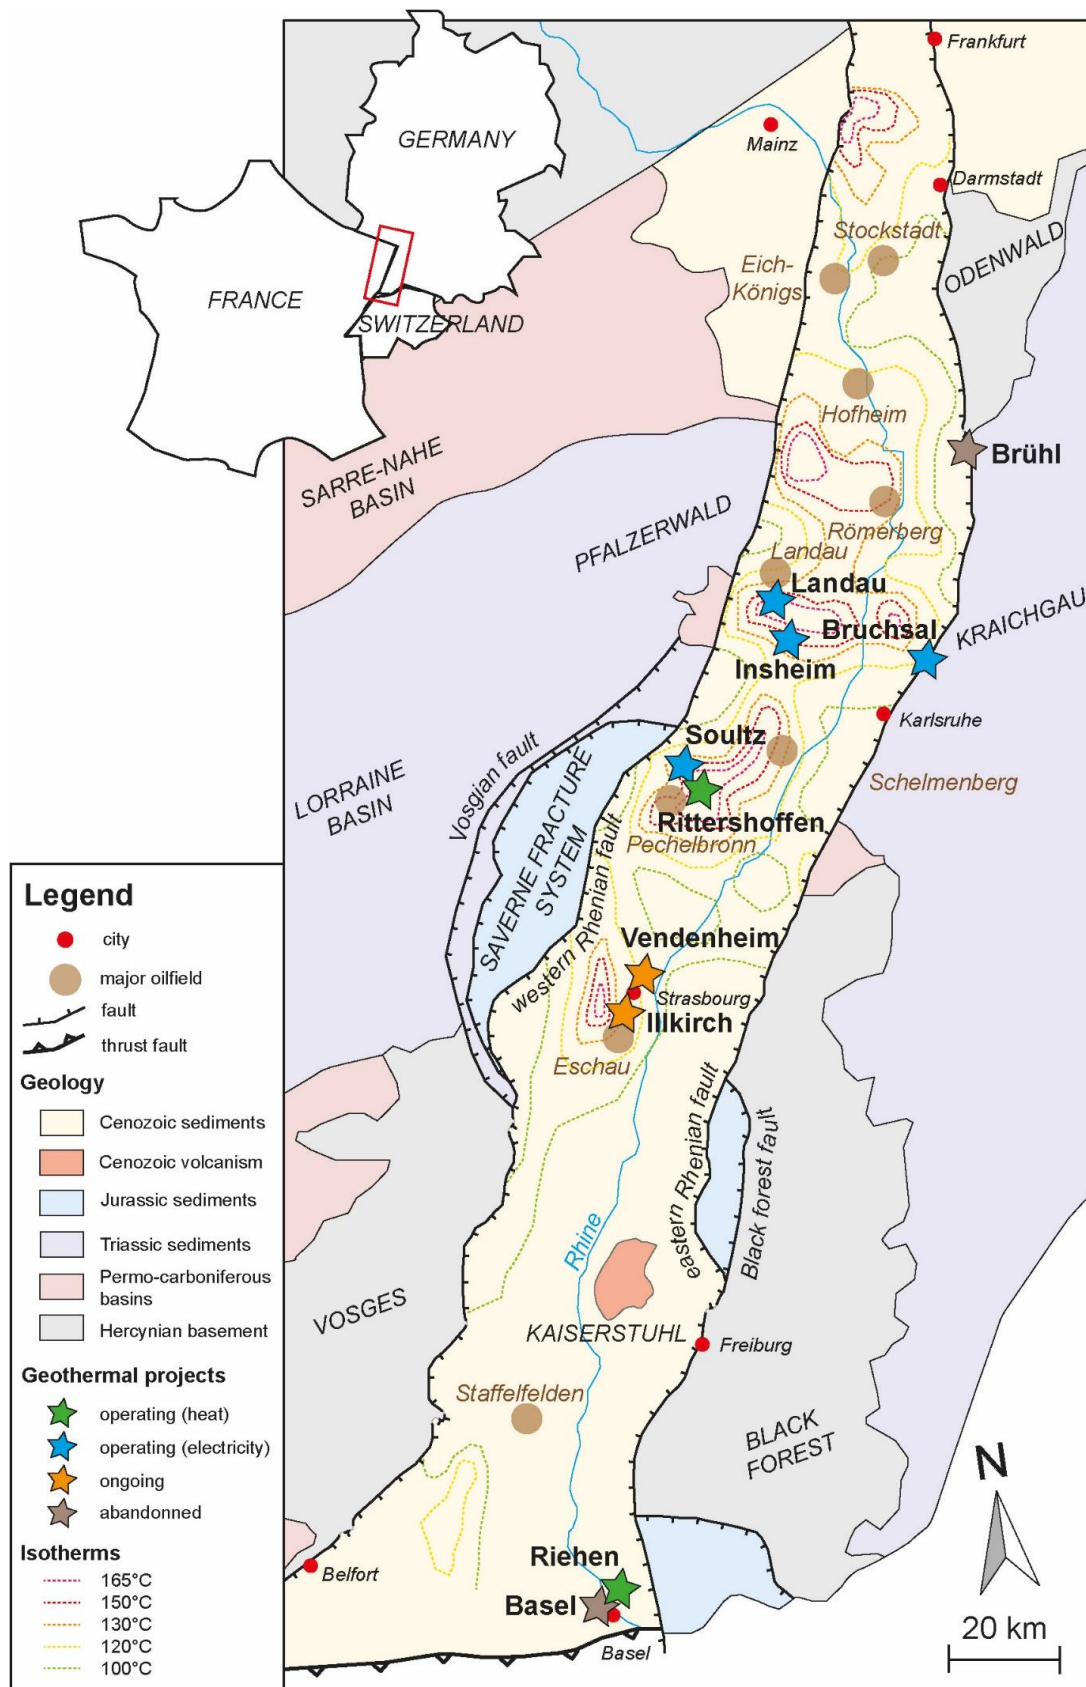 GERMANY
FRANCE
SWITZERLAND
Frankfurt
Mainz
Darmstadt
Stockstadt
Eich-
Königs
ODENWALD
Hofheim
Brühl
SARRE-NAHE
BASIN
PFALZERWALD
Römerberg
Landau
Landau
Bruchsal
KRAICHGAU
Insheim
Karlsruhe
Soultz
Schelmenberg
Rittershoffen
Pechelbronn
LORRAINE
BASIN
Vosgian fault
SAVERNE FRACTURE
SYSTEM
western Rhenian fault
Vendenheim
Strasbourg
Illkirch
Eschau
eastern Rhenian fault
Black forest fault
Rhine
VOSGES
KAISERSTUHL
Freiburg
Staffelfelden
BLACK
FOREST
N
Belfort
Riehen
Basel
Basel
20 km
Legend
city
major oilfield
fault
thrust fault
Geology
Cenozoic sediments
Cenozoic volcanism
Jurassic sediments
Triassic sediments
Permo-carboniferous
basins
Hercynian basement
Geothermal projects
operating (heat)
operating (electricity)
ongoing
abandonned
Isotherms
165°C
150°C
130°C
120°C
100°C